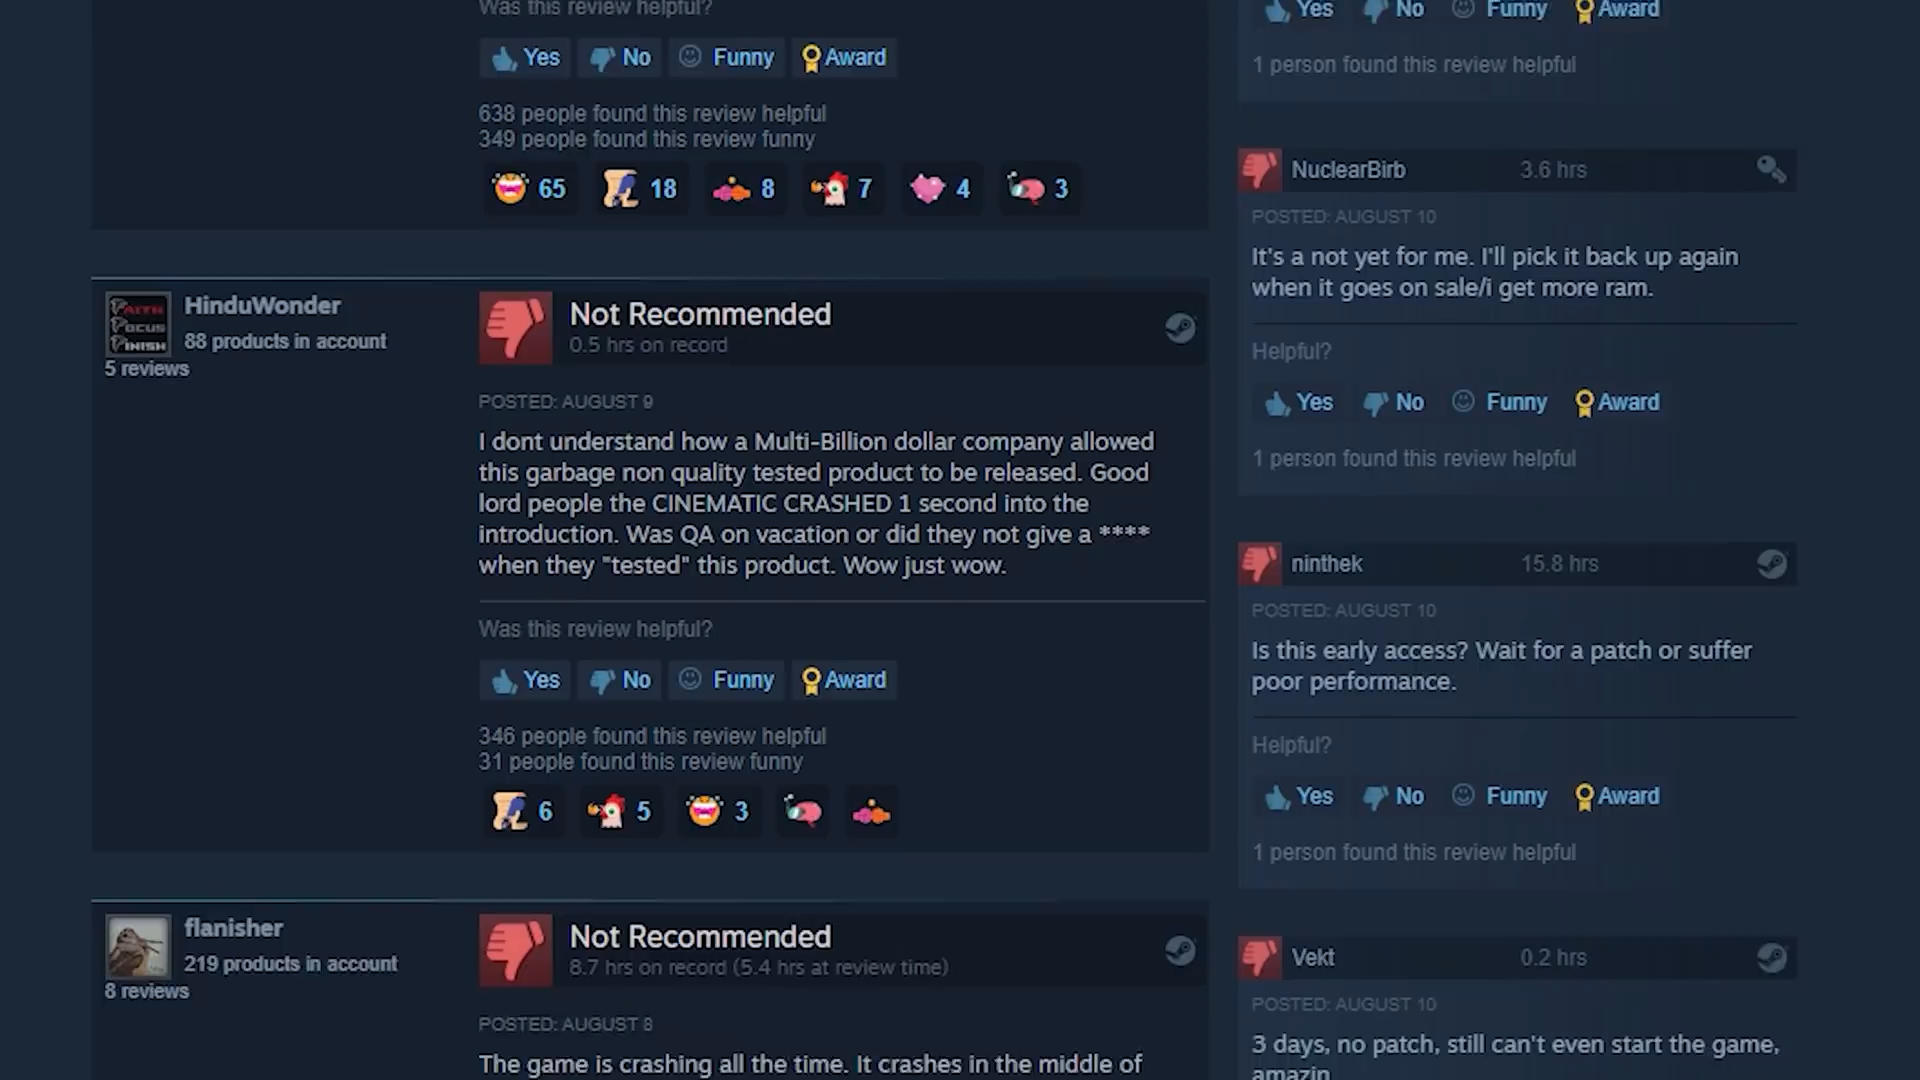 Was this review helpful?
Yes No Funny Award
638 people found this review helpful
349 people found this review funny
65 18 8 7 4 3
HinduWonder
88 products in account
5 reviews
Not Recommended
0.5 hrs on record
POSTED: AUGUST 9
I dont understand how a Multi-Billion dollar company allowed
this garbage non quality tested product to be released. Good
lord people the CINEMATIC CRASHED 1 second into the
introduction. Was QA on vacation or did they not give a ****
when they "tested" this product. Wow just wow.
Was this review helpful?
Yes No Funny Award
346 people found this review helpful
31 people found this review funny
6 5 3
flanisher
219 products in account
8 reviews
Not Recommended
8.7 hrs on record (5.4 hrs at review time)
POSTED: AUGUST 8
The game is crashing all the time. It crashes in the middle of
Yes No Funny Award
1 person found this review helpful
NuclearBirb 3.6 hrs
POSTED: AUGUST 10
It's a not yet for me. I'll pick it back up again
when it goes on sale/i get more ram.
Helpful?
Yes No Funny Award
1 person found this review helpful
ninthek 15.8 hrs
POSTED: AUGUST 10
Is this early access? Wait for a patch or suffer
poor performance.
Helpful?
Yes No Funny Award
1 person found this review helpful
Vekt 0.2 hrs
POSTED: AUGUST 10
3 days, no patch, still can't even start the game,
amazin